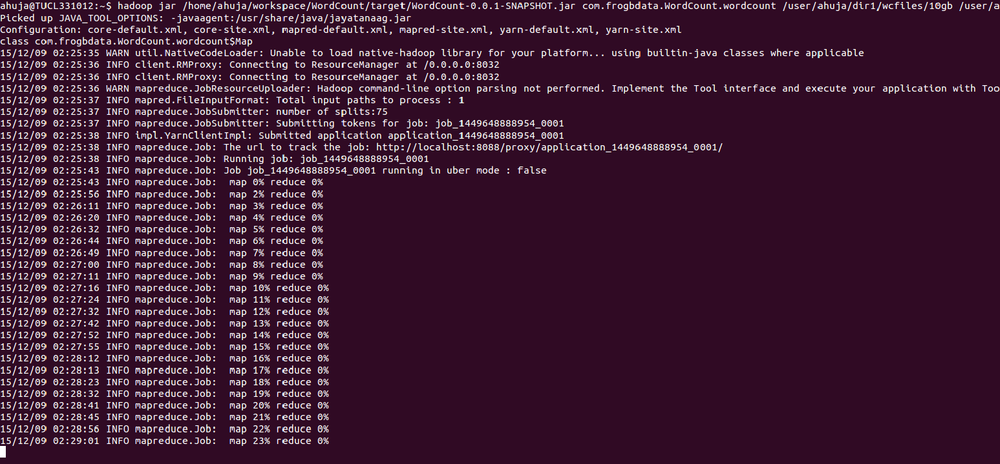 ahuja@TUCL331012:~$ hadoop jar /home/ahuja/workspace/WordCount/target/WordCount-0.0.1-SNAPSHOT.jar com.frogbdata.WordCount.wordcount /user/ahuja/dir1/wcfiles/10gb /user/a
Picked up JAVA_TOOL_OPTIONS: -javaagent:/usr/share/java/jayatanaag.jar
Configuration: core-default.xml, core-site.xml, mapred-default.xml, mapred-site.xml, yarn-default.xml, yarn-site.xml
class com.frogbdata.WordCount.wordcount$Map
15/12/09 02:25:35 WARN util.NativeCodeLoader: Unable to load native-hadoop library for your platform... using builtin-java classes where applicable
15/12/09 02:25:36 INFO client.RMProxy: Connecting to ResourceManager at /0.0.0.0:8032
15/12/09 02:25:36 INFO client.RMProxy: Connecting to ResourceManager at /0.0.0.0:8032
15/12/09 02:25:36 WARN mapreduce.JobResourceUploader: Hadoop command-line option parsing not performed. Implement the Tool interface and execute your application with Too
15/12/09 02:25:37 INFO mapred.FileInputFormat: Total input paths to process : 1
15/12/09 02:25:37 INFO mapreduce.JobSubmitter: number of splits:75
15/12/09 02:25:37 INFO mapreduce.JobSubmitter: Submitting tokens for job: job_1449648888954_0001
15/12/09 02:25:38 INFO impl.YarnClientImpl: Submitted application application_1449648888954_0001
15/12/09 02:25:38 INFO mapreduce.Job: The url to track the job: http://localhost:8088/proxy/application_1449648888954_0001/
15/12/09 02:25:38 INFO mapreduce.Job: Running job: job_1449648888954_0001
15/12/09 02:25:43 INFO mapreduce.Job: Job job_1449648888954_0001 running in uber mode : false
15/12/09 02:25:43 INFO mapreduce.Job:  map 0% reduce 0%
15/12/09 02:25:56 INFO mapreduce.Job:  map 2% reduce 0%
15/12/09 02:26:11 INFO mapreduce.Job:  map 3% reduce 0%
15/12/09 02:26:20 INFO mapreduce.Job:  map 4% reduce 0%
15/12/09 02:26:32 INFO mapreduce.Job:  map 5% reduce 0%
15/12/09 02:26:44 INFO mapreduce.Job:  map 6% reduce 0%
15/12/09 02:26:49 INFO mapreduce.Job:  map 7% reduce 0%
15/12/09 02:27:00 INFO mapreduce.Job:  map 8% reduce 0%
15/12/09 02:27:11 INFO mapreduce.Job:  map 9% reduce 0%
15/12/09 02:27:16 INFO mapreduce.Job:  map 10% reduce 0%
15/12/09 02:27:24 INFO mapreduce.Job:  map 11% reduce 0%
15/12/09 02:27:32 INFO mapreduce.Job:  map 12% reduce 0%
15/12/09 02:27:42 INFO mapreduce.Job:  map 13% reduce 0%
15/12/09 02:27:52 INFO mapreduce.Job:  map 14% reduce 0%
15/12/09 02:27:55 INFO mapreduce.Job:  map 15% reduce 0%
15/12/09 02:28:12 INFO mapreduce.Job:  map 16% reduce 0%
15/12/09 02:28:13 INFO mapreduce.Job:  map 17% reduce 0%
15/12/09 02:28:23 INFO mapreduce.Job:  map 18% reduce 0%
15/12/09 02:28:32 INFO mapreduce.Job:  map 19% reduce 0%
15/12/09 02:28:41 INFO mapreduce.Job:  map 20% reduce 0%
15/12/09 02:28:45 INFO mapreduce.Job:  map 21% reduce 0%
15/12/09 02:28:56 INFO mapreduce.Job:  map 22% reduce 0%
15/12/09 02:29:01 INFO mapreduce.Job:  map 23% reduce 0%